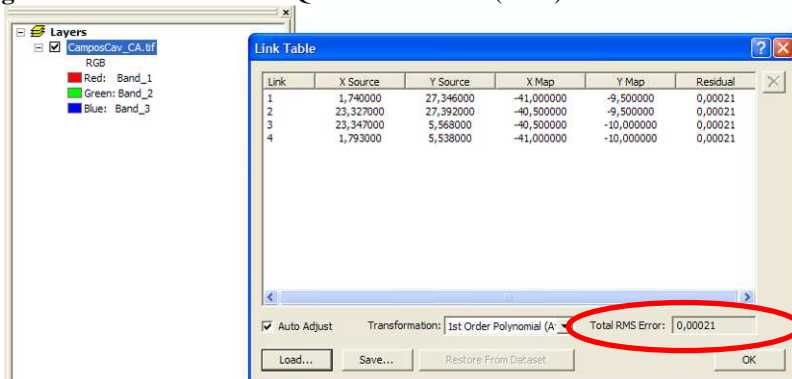 Layers
CamposCav_CA.tif
RGB
Red: Band_1
Green: Band_2
Blue: Band_3
Link Table
Link X Source Y Source X Map Y Map Residual
1 1,740000 27,346000 -41,000000 -9,500000 0,00021
2 23,327000 27,392000 -40,500000 -9,500000 0,00021
3 23,347000 5,568000 -40,500000 -10,000000 0,00021
4 1,793000 5,538000 -41,000000 -10,000000 0,00021
Auto Adjust Transformation: 1st Order Polynomial (A Total RMS Error: 0,00021
Load... Save... Restore From Dataset OK